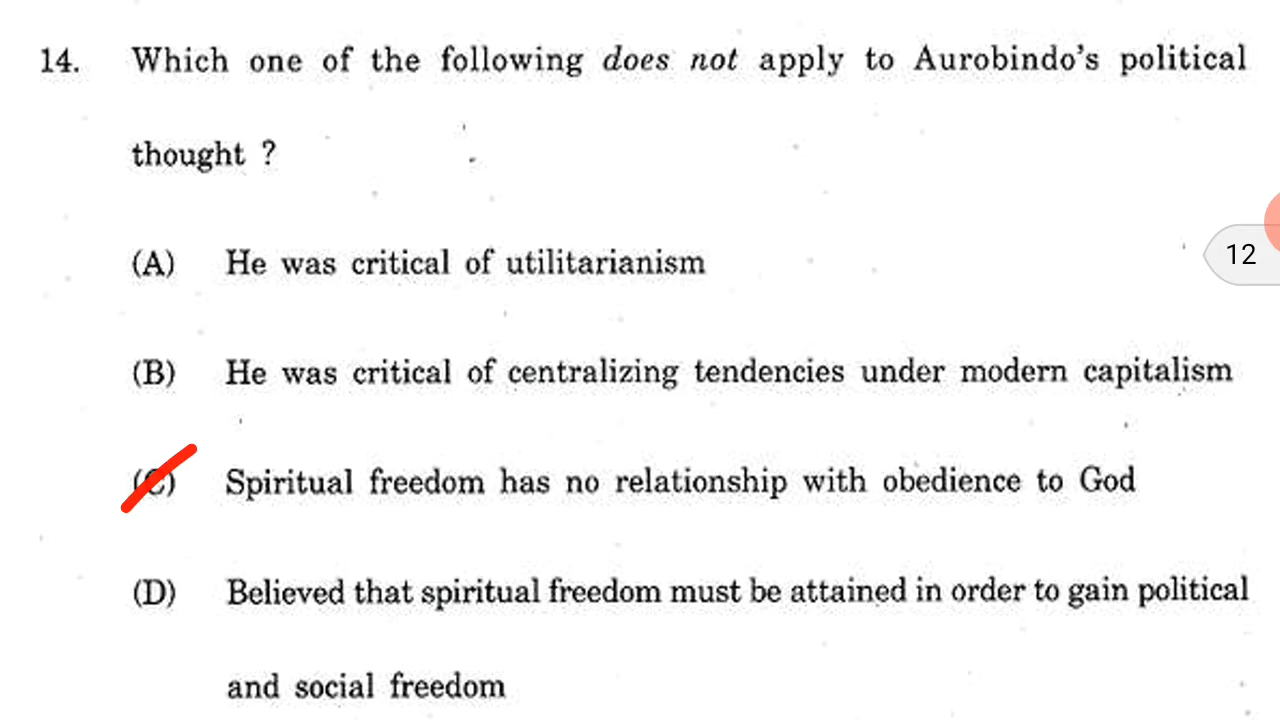 14. Which one of the following does not apply to Aurobindo's political
thought ?
(A) He was critical of utilitarianism
12
(B) He was critical of centralizing tendencies under modern capitalism
(C) Spiritual freedom has no relationship with obedience to God
(D) Believed that spiritual freedom must be attained in order to gain political
and social freedom